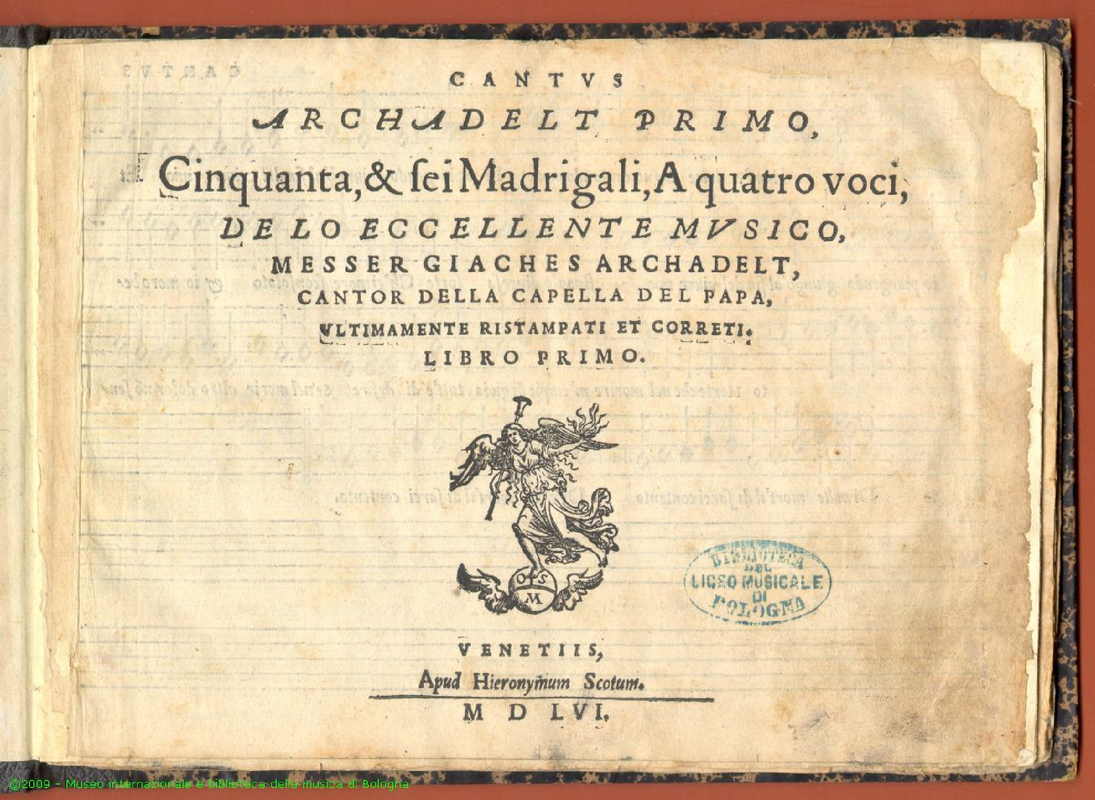 CANTVS
ARCHADELT PRIMO,
Cinquanta, & ſei Madrigali, A quatro voci,
DE LO ECCELLENTE MVSICO,
MESSER GIACHES ARCHADELT,
CANTOR DELLA CAPELLA DEL PAPA,
VLTIMAMENTE RISTAMPATI ET CORRETI.
LIBRO PRIMO.
O S
M
BIBLIOTECA
DEL
LICEO MUSICALE
DI
BOLOGNA
VENETIIS,
Apud Hieronym̄um Scotum.
M D LVI.
©2009 - Museo internazionale e biblioteca della musica di Bologna